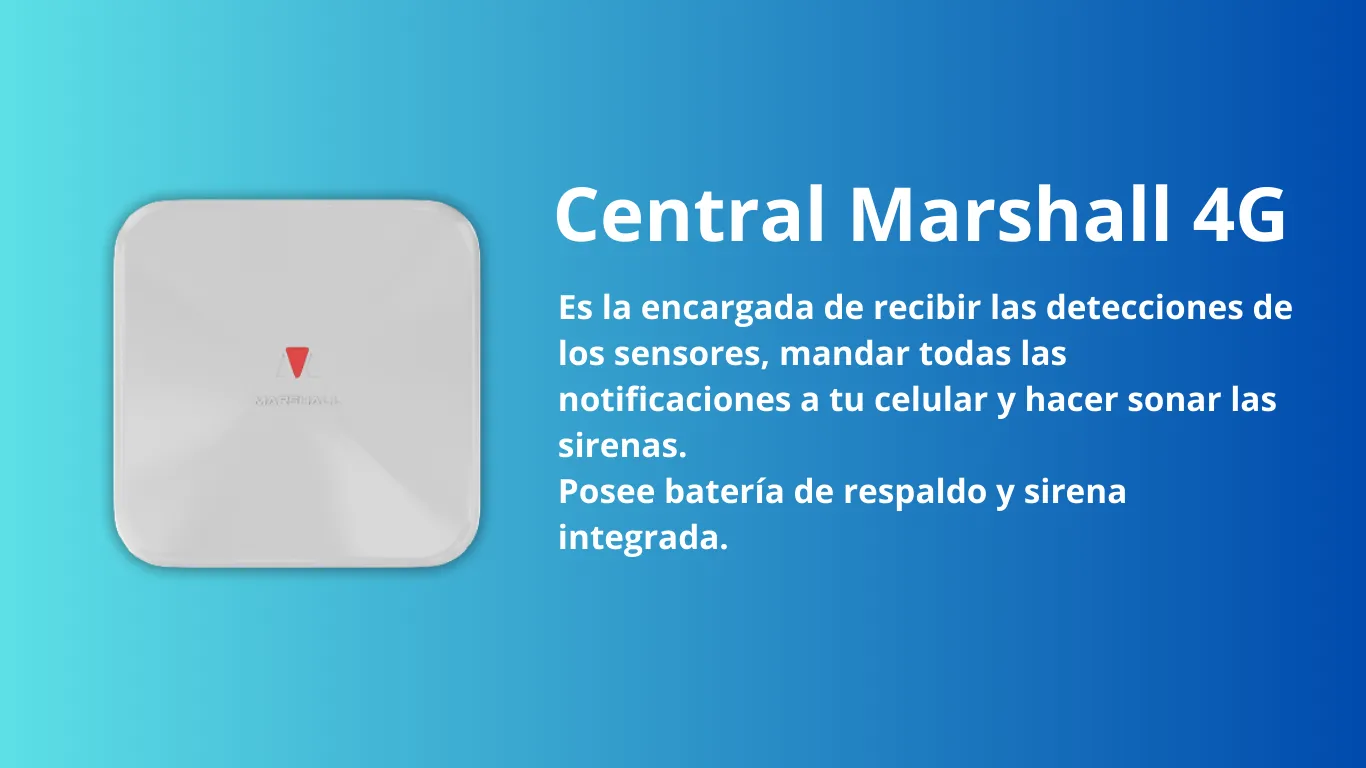 Central Marshall 4G
Es la encargada de recibir las detecciones de
los sensores, mandar todas las
notificaciones a tu celular y hacer sonar las
sirenas.
Posee batería de respaldo y sirena
integrada.
MARSHALL